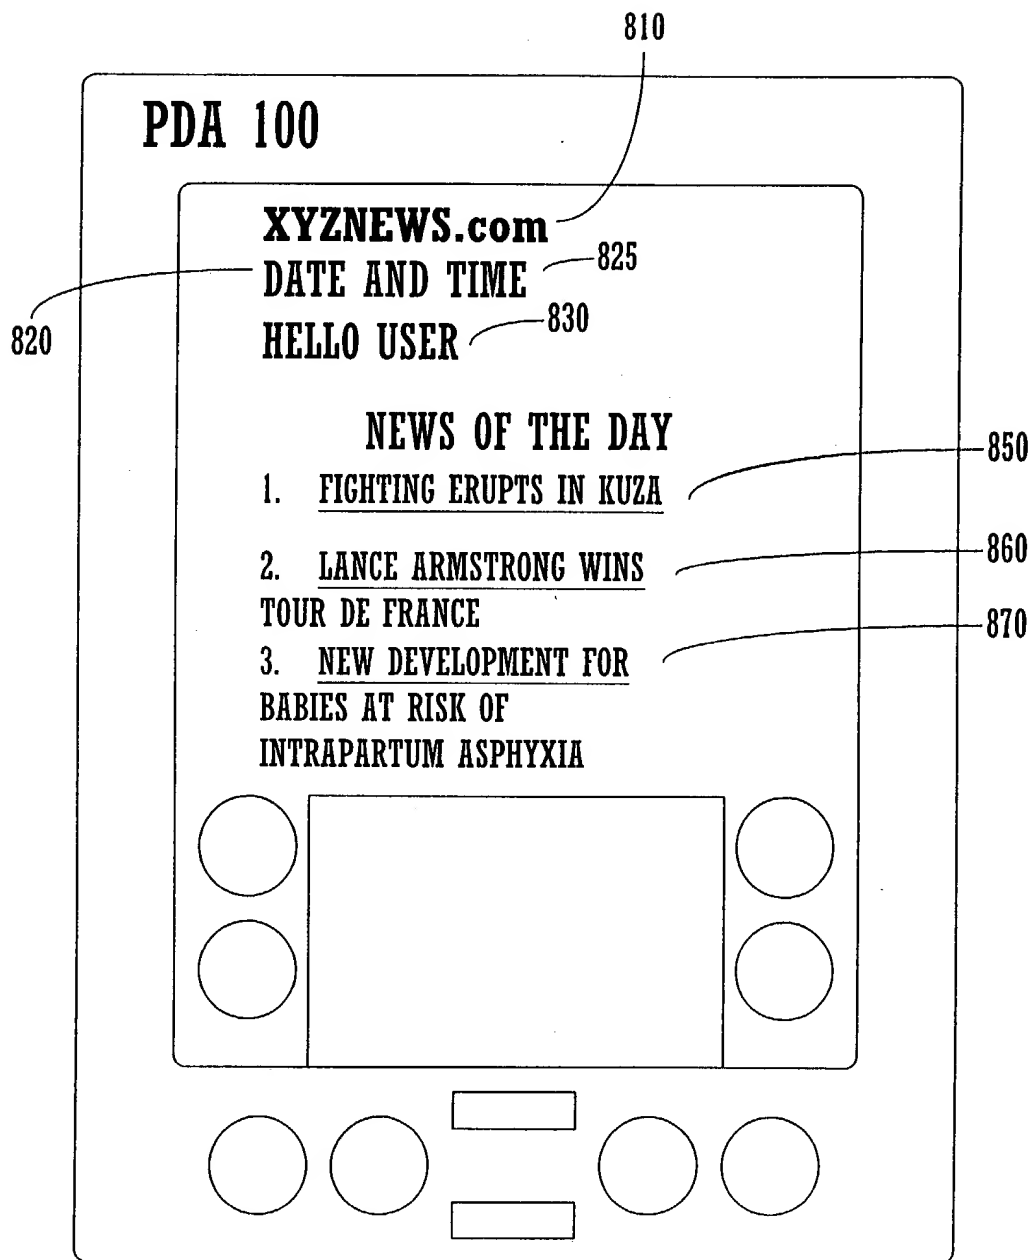 810
PDA 100
XYZNEWS.com
DATE AND TIME
825
820
HELLO USER
830
NEWS OF THE DAY
850
1. FIGHTING ERUPTS IN KUZA
860
2. LANCE ARMSTRONG WINS
TOUR DE FRANCE
870
3. NEW DEVELOPMENT FOR
BABIES AT RISK OF
INTRAPARTUM ASPHYXIA